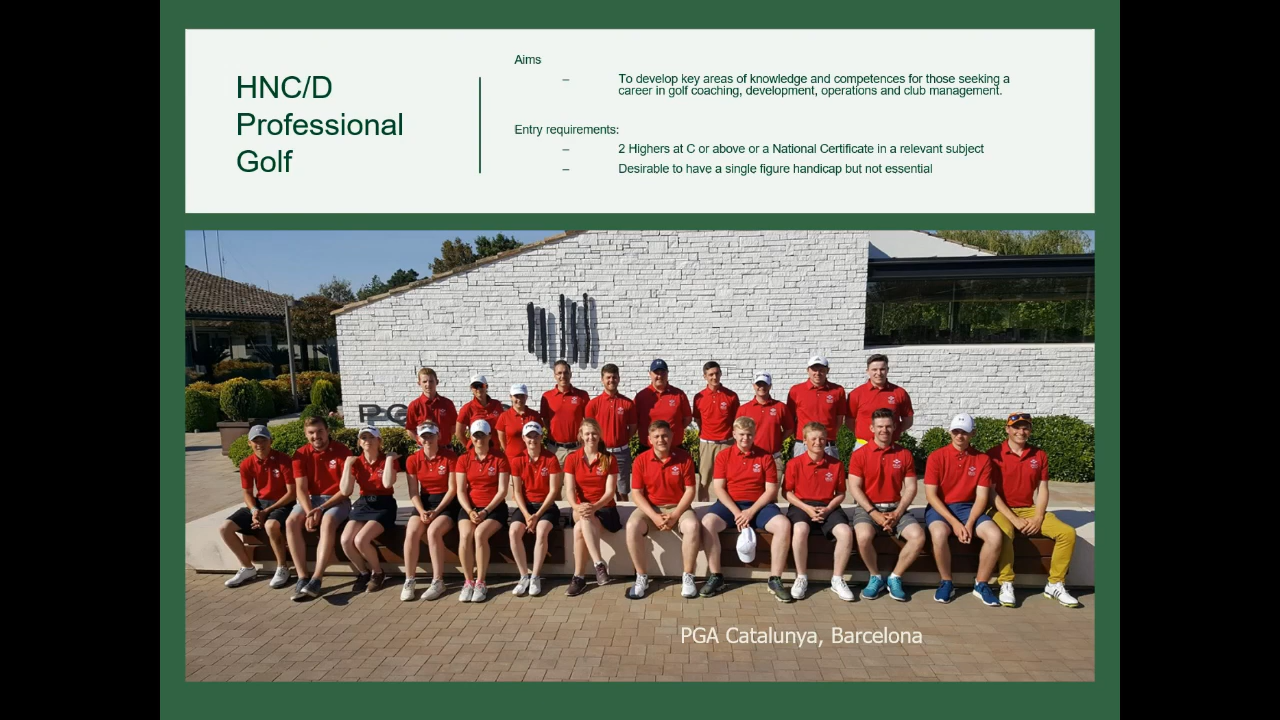 HNC/D
Professional
Golf
Aims
– To develop key areas of knowledge and competences for those seeking a
career in golf coaching, development, operations and club management.
Entry requirements:
– 2 Highers at C or above or a National Certificate in a relevant subject
– Desirable to have a single figure handicap but not essential
PG
PGA Catalunya, Barcelona